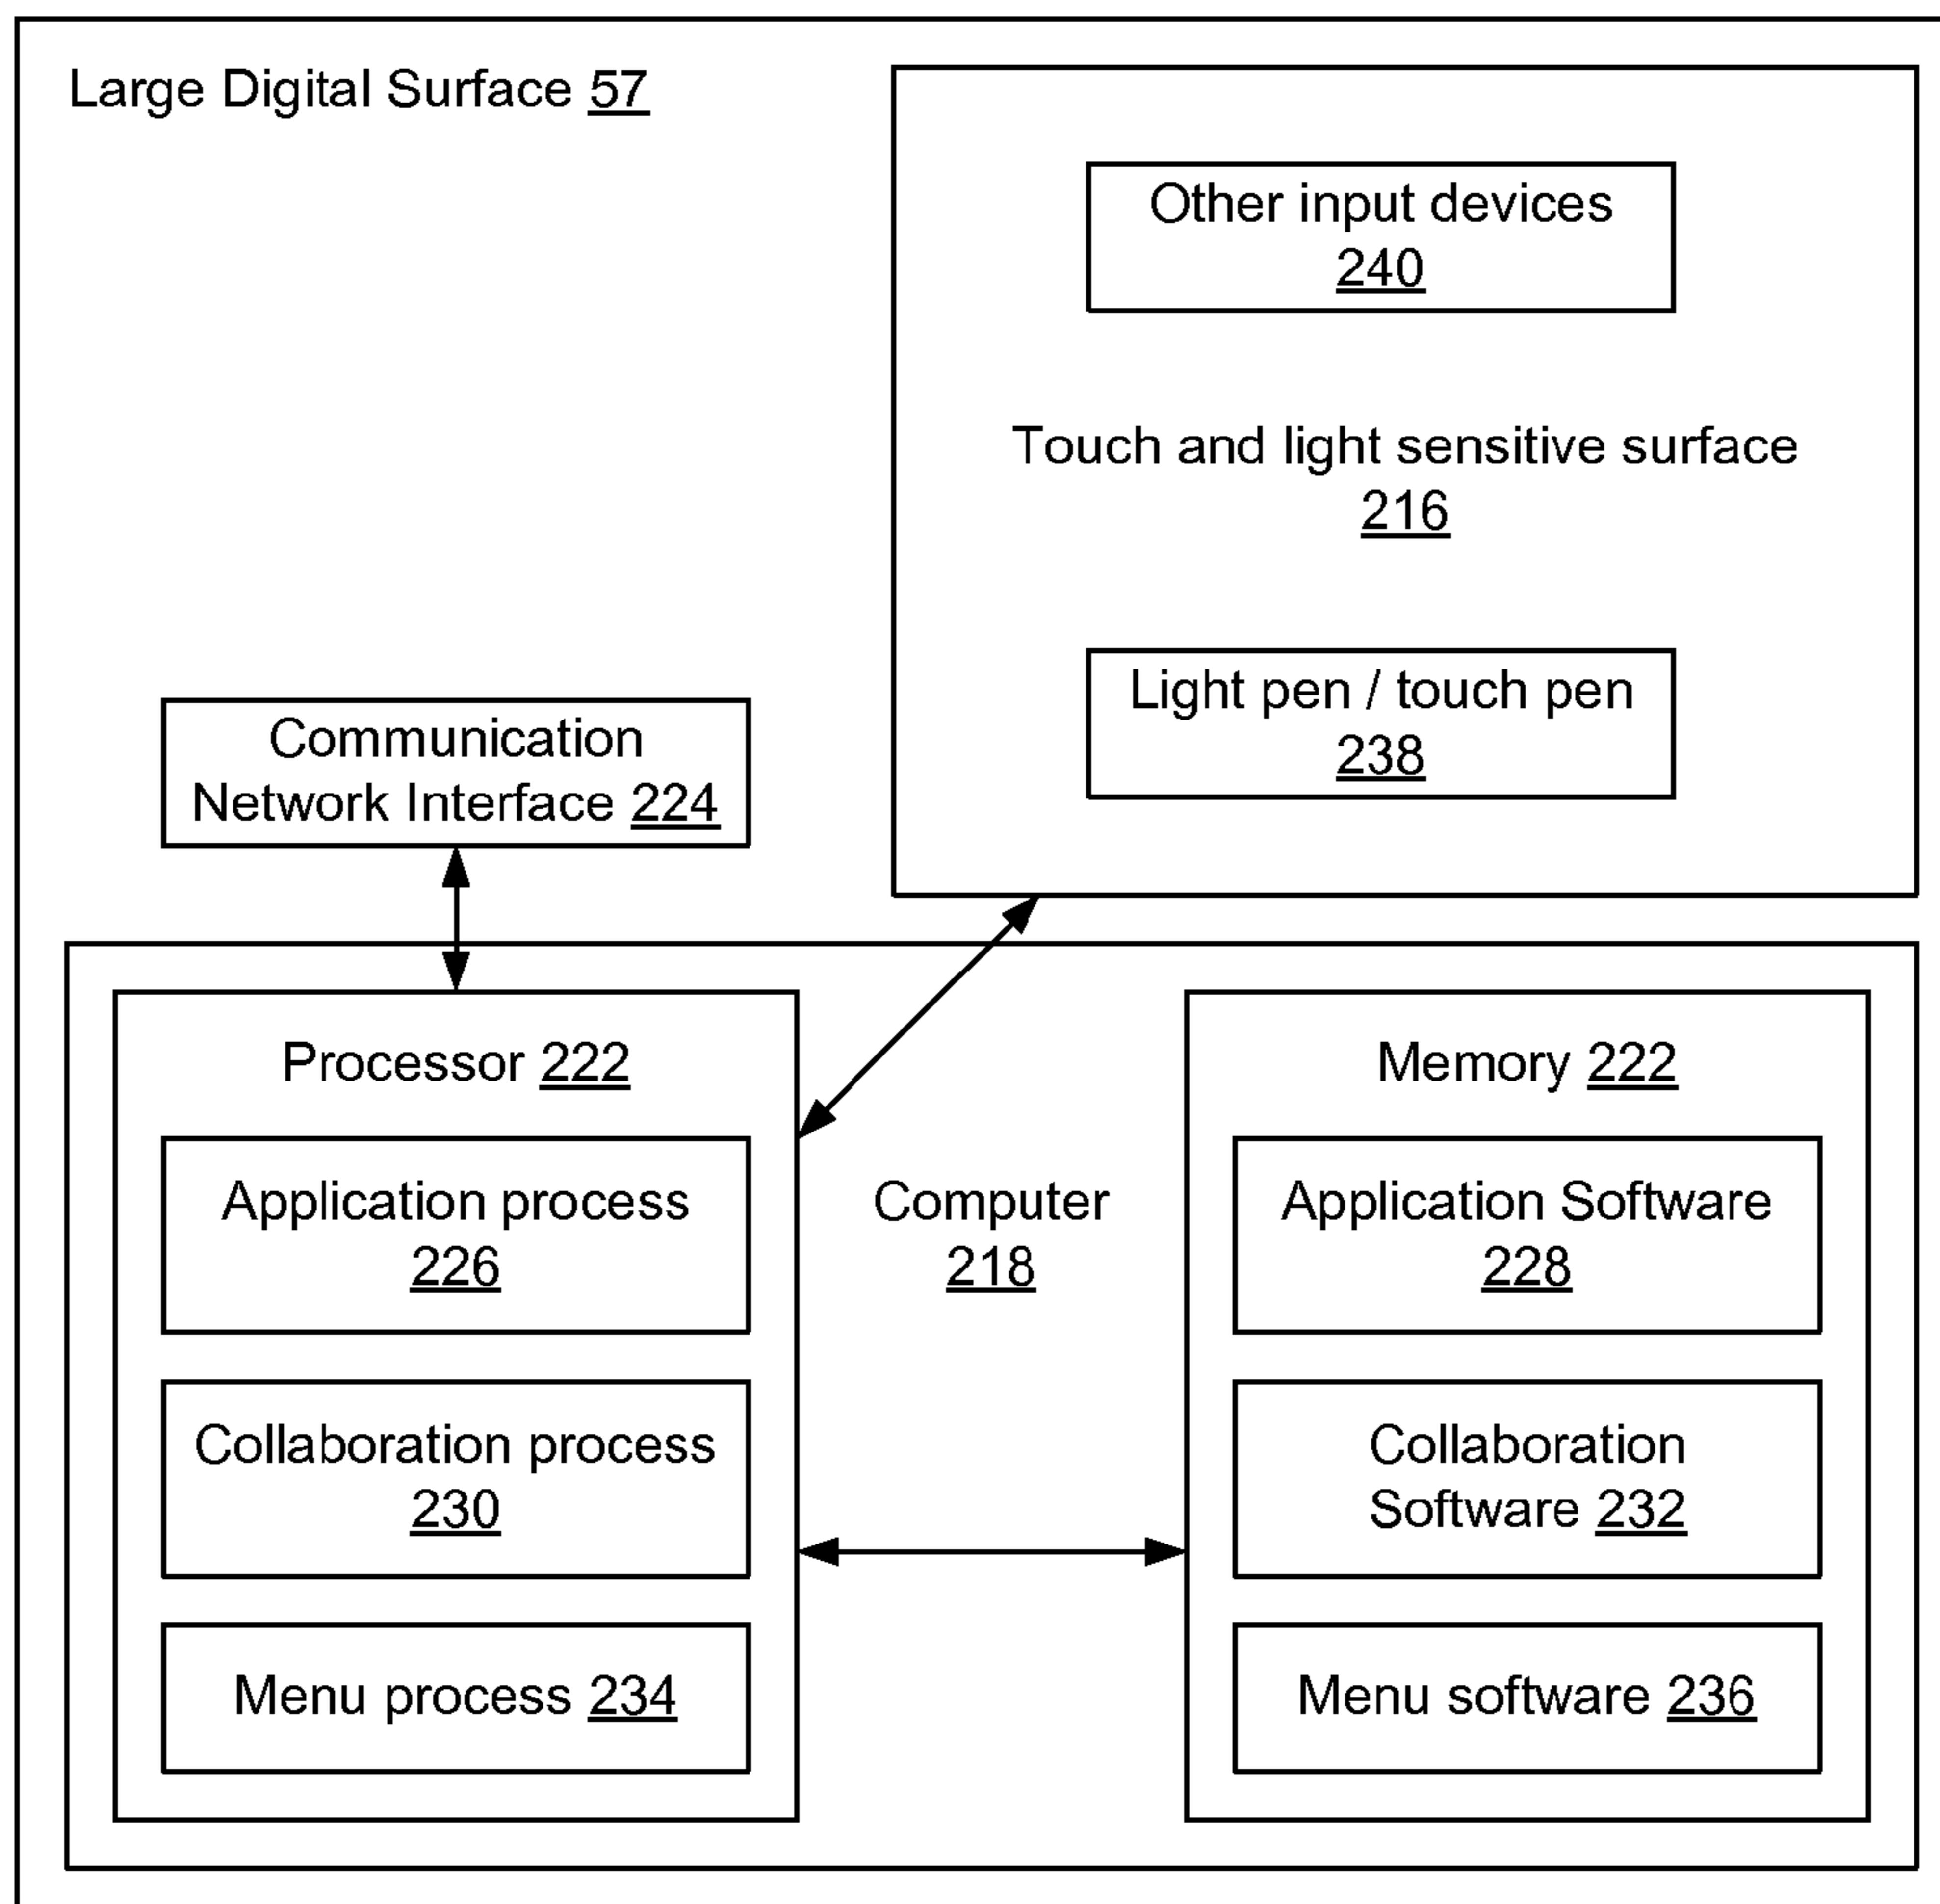 Large Digital Surface 57
Other input devices
240
Touch and light sensitive surface
216
Light pen / touch pen
238
Communication
Network Interface 224
Processor 222
Application process
226
Collaboration process
230
Menu process 234
Computer
218
Memory 222
Application Software
228
Collaboration
Software 232
Menu software 236